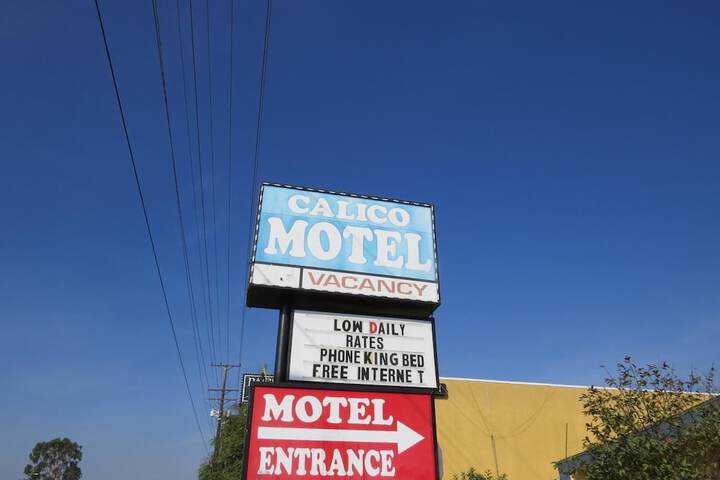 CALICO
MOTEL
VACANCY
LOW DAILY
RATES
PHONE KING BED
FREE INTERNET
MOTEL
ENTRANCE